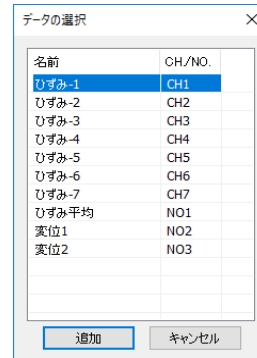 データの選択
名前 CH/NO.
ひずみ-1 CH1
ひずみ-2 CH2
ひずみ-3 CH3
ひずみ-4 CH4
ひずみ-5 CH5
ひずみ-6 CH6
ひずみ-7 CH7
ひずみ平均 NO1
変位1 NO2
変位2 NO3
追加 キャンセル